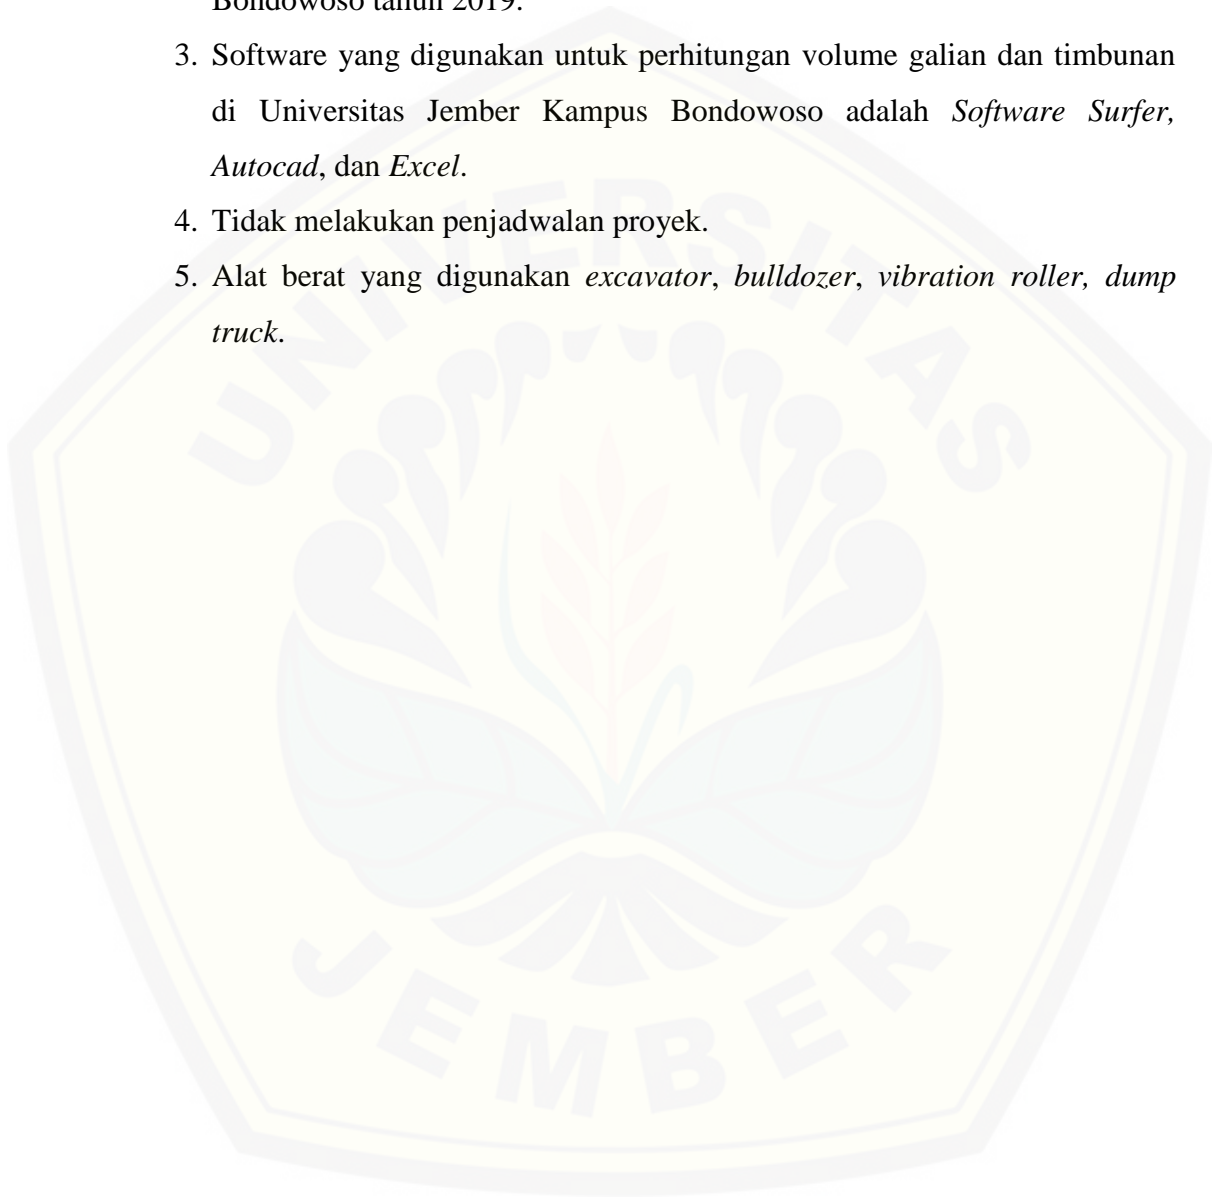 Bondowoso tahun 2019.
3. Software yang digunakan untuk perhitungan volume galian dan timbunan
di Universitas Jember Kampus Bondowoso adalah Software Surfer,
Autocad, dan Excel.
4. Tidak melakukan penjadwalan proyek.
5. Alat berat yang digunakan excavator, bulldozer, vibration roller, dump
truck.
UNIVERSITAS
JEMBER